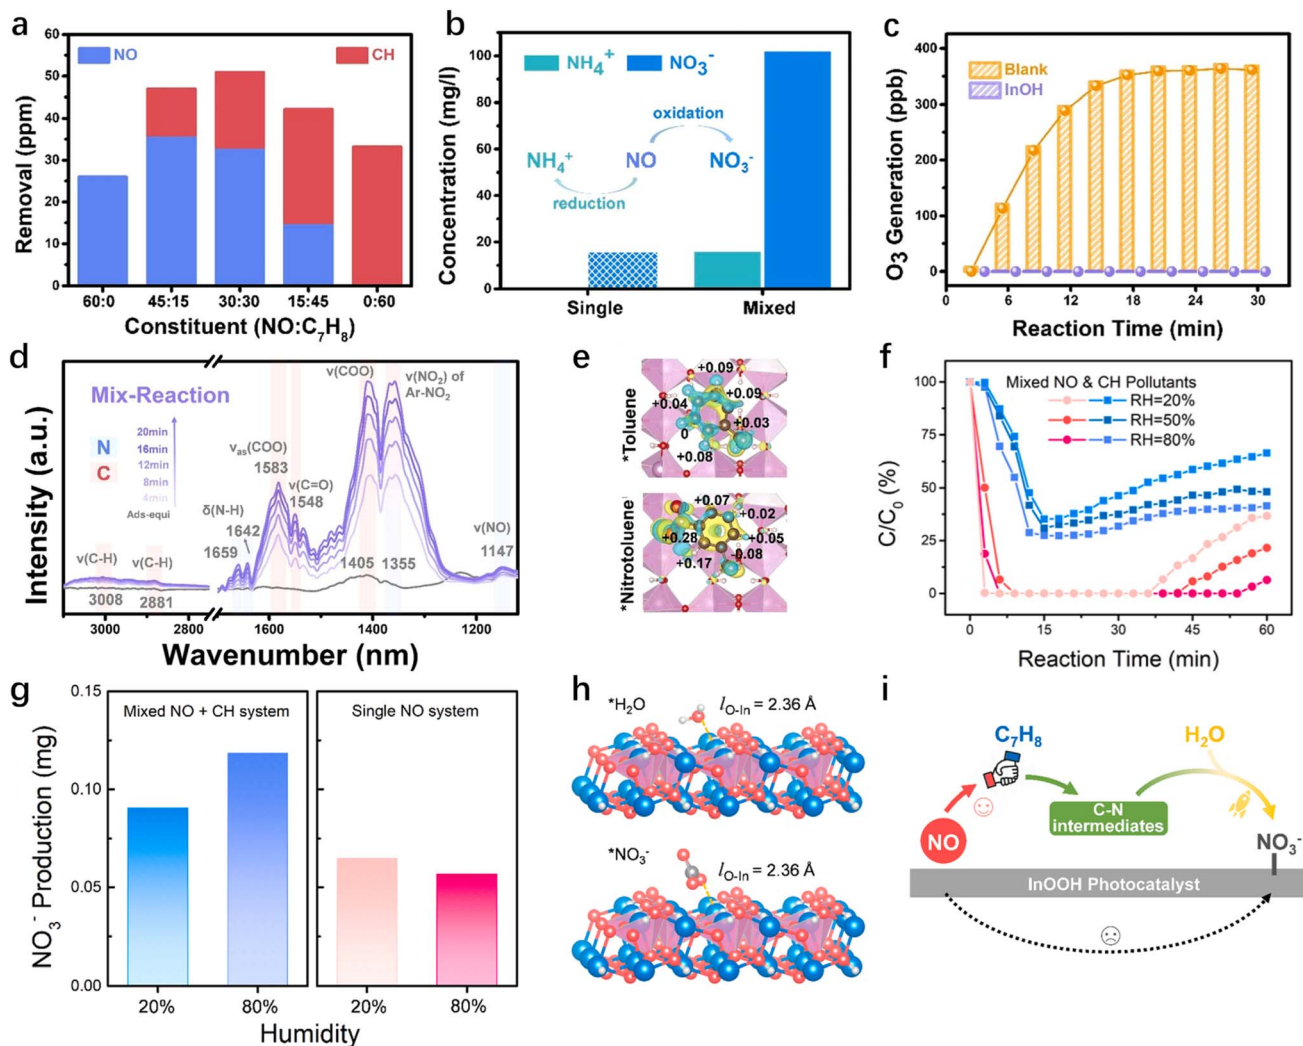 a
NO
CH
60
50
40
30
20
10
0
Removal (ppm)
60:0 45:15 30:30 15:45 0:60
Constituent (NO:C7H8)
b
NH4+ NO3-
100
80
60
40
20
0
Concentration (mg/l)
oxidation
NH4+ NO NO3-
reduction
Single Mixed
c
Blank
InOH
400
300
200
360
0
O3 Generation (ppb)
0 6 12 18 24 30
Reaction Time (min)
d
Mix-Reaction
20min
16min
12min
8min
4min
Ads-equi
N
C
ν(COO)
ν(NO2) of
Ar-NO2
νas(COO)
1583
ν(C=O)
1548
δ(N-H)
1642
1659
ν(C-H)
ν(C-H)
3008
2881
1405
1355
ν(NO)
1147
Intensity (a.u.)
3000 2800 1600 1400 1200
Wavenumber (nm)
e
*Toluene
+0.09
+0.09
+0.04
+0.03
0
+0.08
*Nitrotoluene
+0.07
+0.02
+0.28
+0.05
-0.08
+0.17
f
Mixed NO & CH Pollutants
RH=20%
RH=50%
RH=80%
100
75
50
25
0
C/C0 (%)
0 15 30 45 60
Reaction Time (min)
g
Mixed NO + CH system
Single NO system
0.15
0.10
0.05
0.00
NO3- Production (mg)
20% 80% 20% 80%
Humidity
h
*H2O
lO-In = 2.36 Å
*NO3-
lO-In = 2.36 Å
i
C7H8
H2O
C-N
intermediates
NO
NO3-
InOOH Photocatalyst